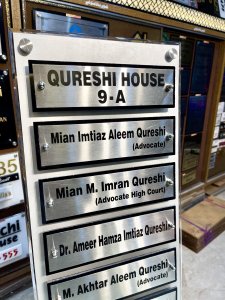 QURESHI HOUSE
9-A
Mian Imtiaz Aleem Qureshi
(Advocate)
Mian M. Imran Qureshi
(Advocate High Court)
Dr. Ameer Hamza Imtiaz Qureshi
M. Akhtar Aleem Qureshi
(Advocate)
35